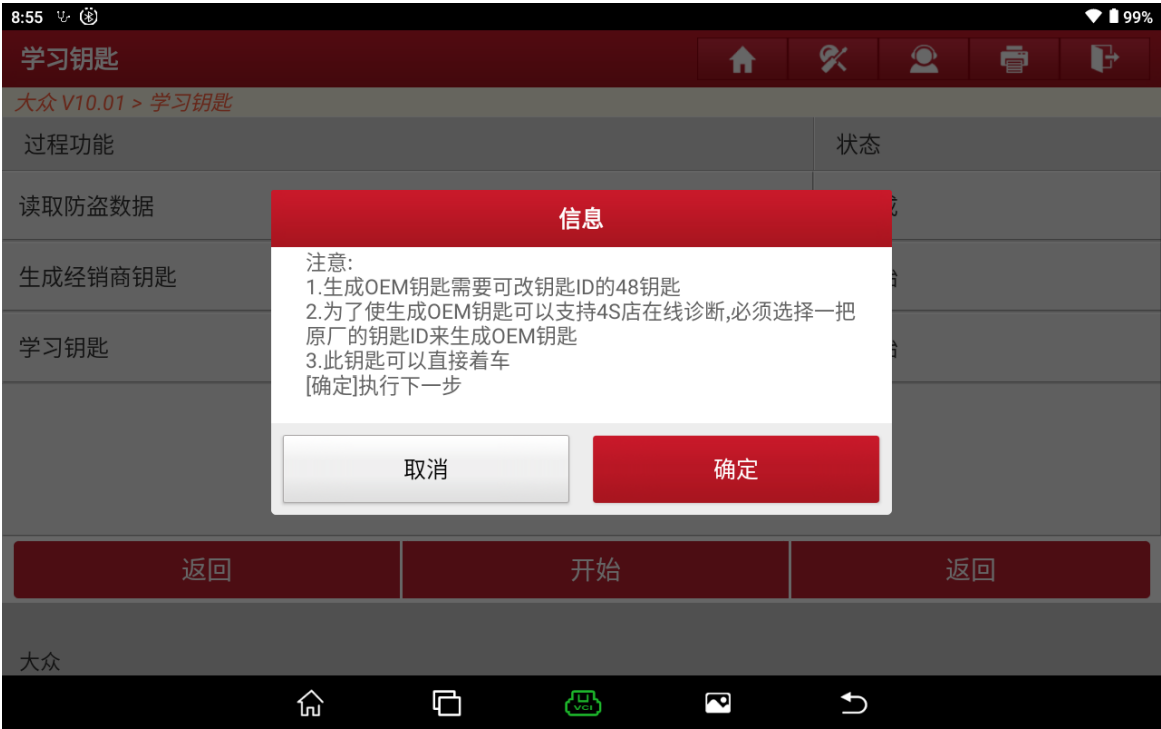 8:55
99%
学习钥匙
大众 V10.01 > 学习钥匙
过程功能
状态
读取防盗数据
生成经销商钥匙
学习钥匙
信息
注意:
1.生成OEM钥匙需要可改钥匙ID的48钥匙
2.为了使生成OEM钥匙可以支持4S店在线诊断,必须选择一把
原厂的钥匙ID来生成OEM钥匙
3.此钥匙可以直接着车
[确定]执行下一步
取消
确定
返回
开始
返回
大众
VCI